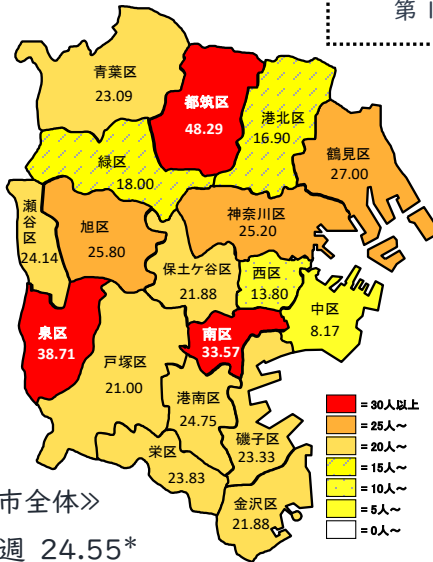 第 1
青葉区
23.09
都筑区
48.29
港北区
16.90
鶴見区
27.00
緑区
18.00
瀬谷区
24.14
旭区
25.80
神奈川区
25.20
保土ケ谷区
21.88
西区
13.80
中区
8.17
泉区
38.71
南区
33.57
戸塚区
21.00
港南区
24.75
磯子区
23.33
栄区
23.83
金沢区
21.88
= 30人以上
= 25人～
= 20人～
= 15人～
= 10人～
= 5人～
= 0人～
市全体≫
週 24.55*